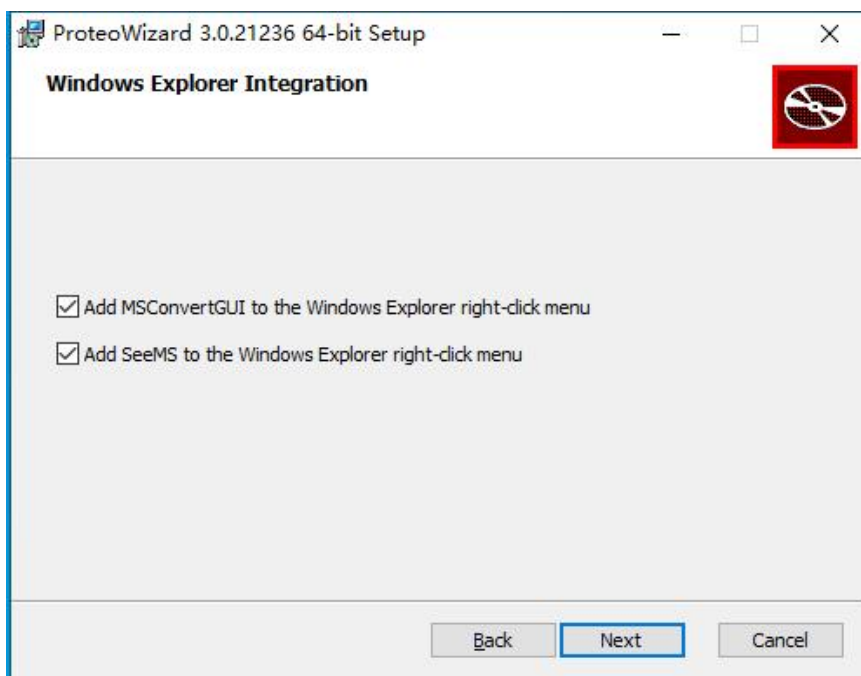 ProteoWizard 3.0.21236 64-bit Setup
Windows Explorer Integration
Add MSConvertGUI to the Windows Explorer right-click menu
Add SeeMS to the Windows Explorer right-click menu
Back Next Cancel